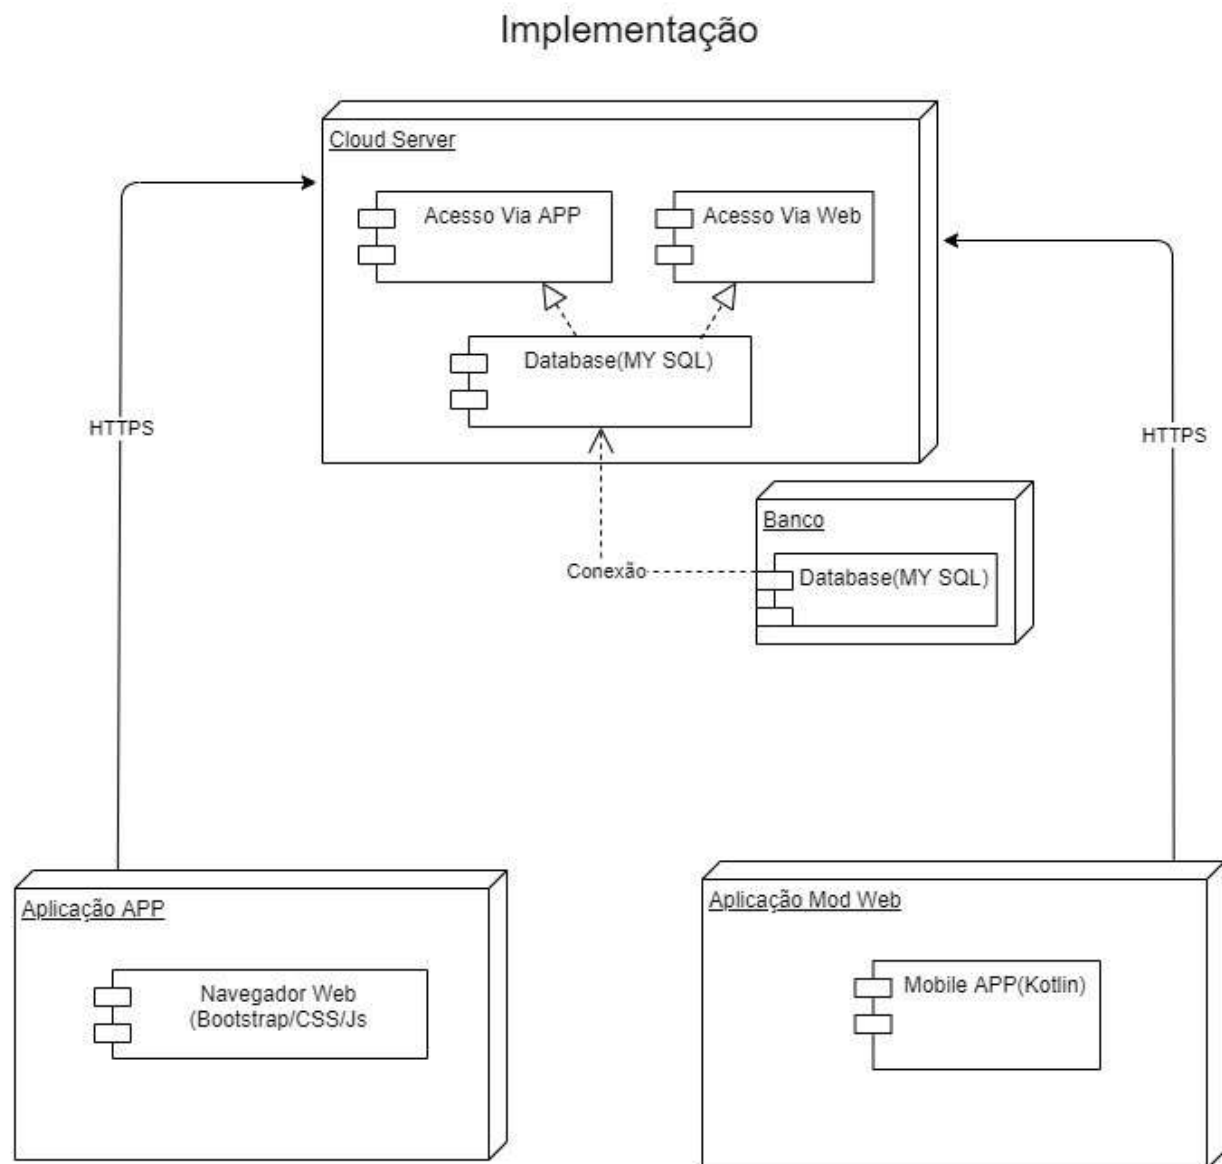 Implementação
Cloud Server
Acesso Via APP
Acesso Via Web
Database(MY SQL)
HTTPS
HTTPS
Banco
Conexão
Database(MY SQL)
Aplicação APP
Aplicação Mod Web
Navegador Web
(Bootstrap/CSS/Js
Mobile APP(Kotlin)